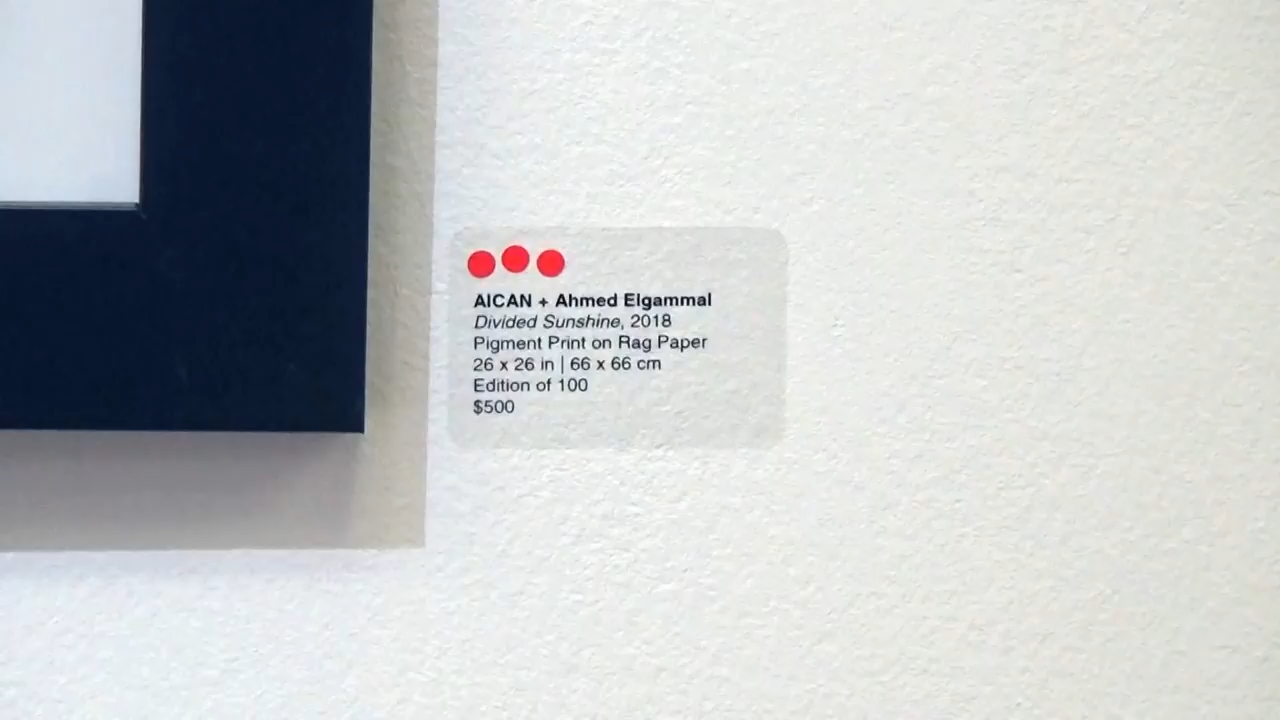 AICAN + Ahmed Elgammal
Divided Sunshine, 2018
Pigment Print on Rag Paper
26 x 26 in | 66 x 66 cm
Edition of 100
$500